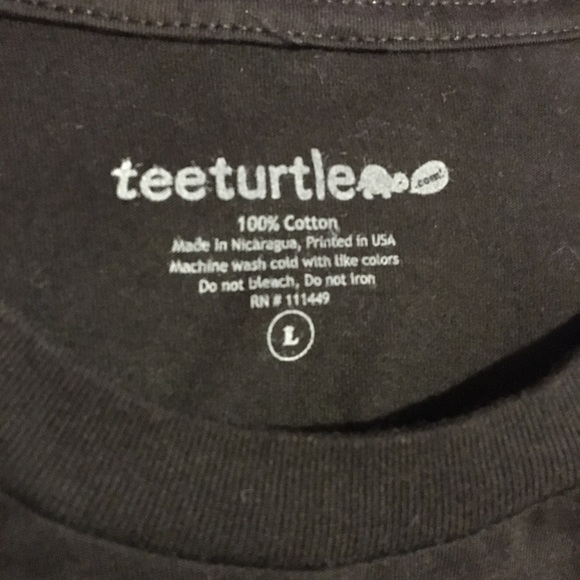 teeturtle .com!
100% Cotton
Made in Nicaragua, Printed in USA
Machine wash cold with like colors
Do not bleach, Do not iron
RN # 111449
L